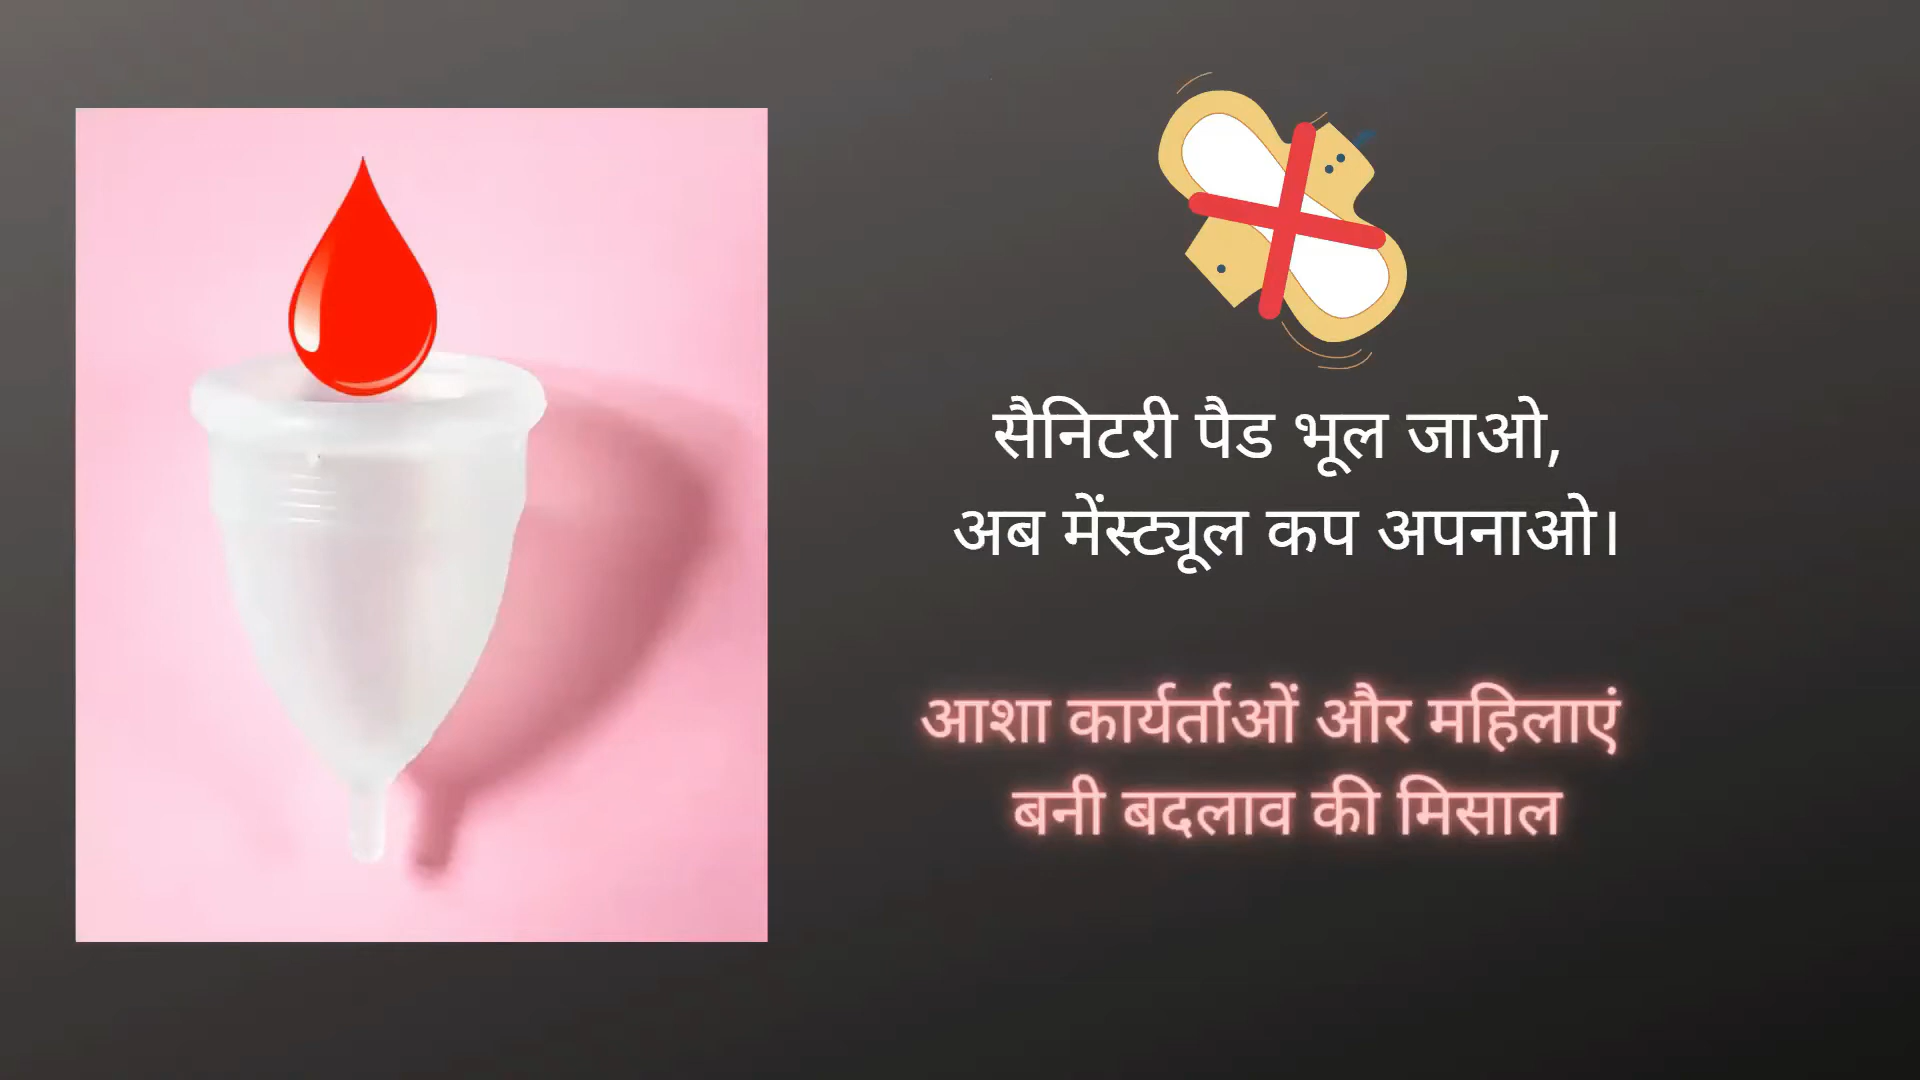 सैनिटरी पैड भूल जाओ,
अब मेंस्ट्यूल कप अपनाओ।
आशा कार्यर्ताओं और महिलाएं
बनी बदलाव की मिसाल